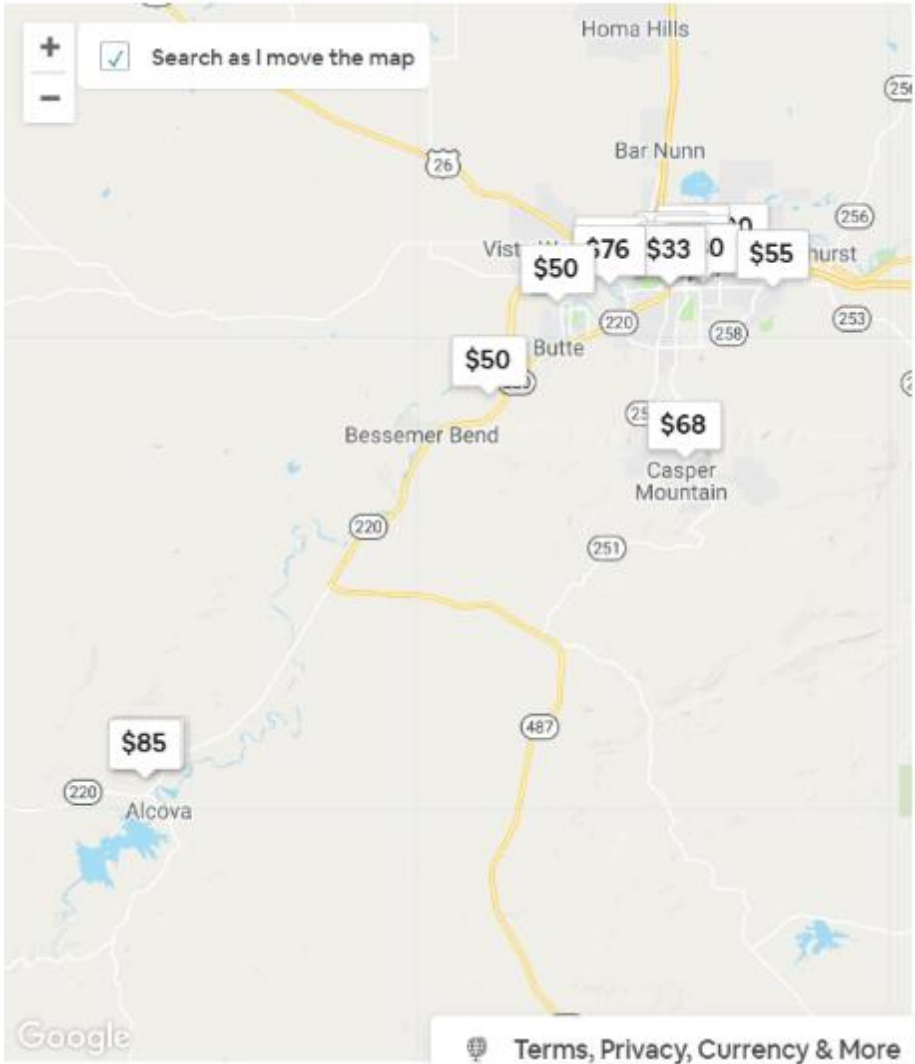 Homa Hills
+
Search as I move the map
−
26
Bar Nunn
256
$76
$33
$55
$50
220
258
253
Butte
$50
Bessemer Bend
$68
Casper
Mountain
220
251
487
$85
220
Alcova
Google
Terms, Privacy, Currency & More